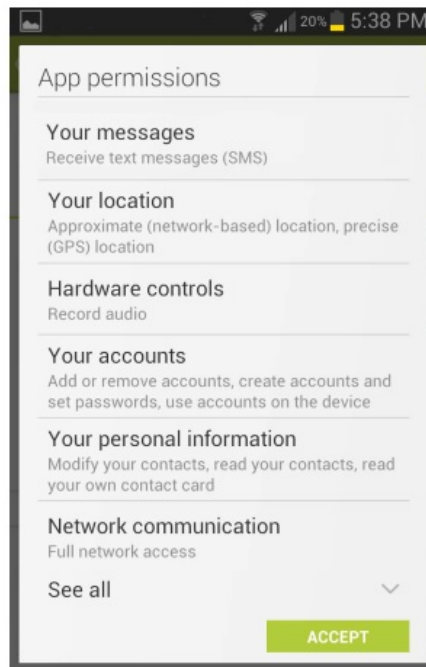 20% 5:38 PM
App permissions
Your messages
Receive text messages (SMS)
Your location
Approximate (network-based) location, precise
(GPS) location
Hardware controls
Record audio
Your accounts
Add or remove accounts, create accounts and
set passwords, use accounts on the device
Your personal information
Modify your contacts, read your contacts, read
your own contact card
Network communication
Full network access
See all
ACCEPT